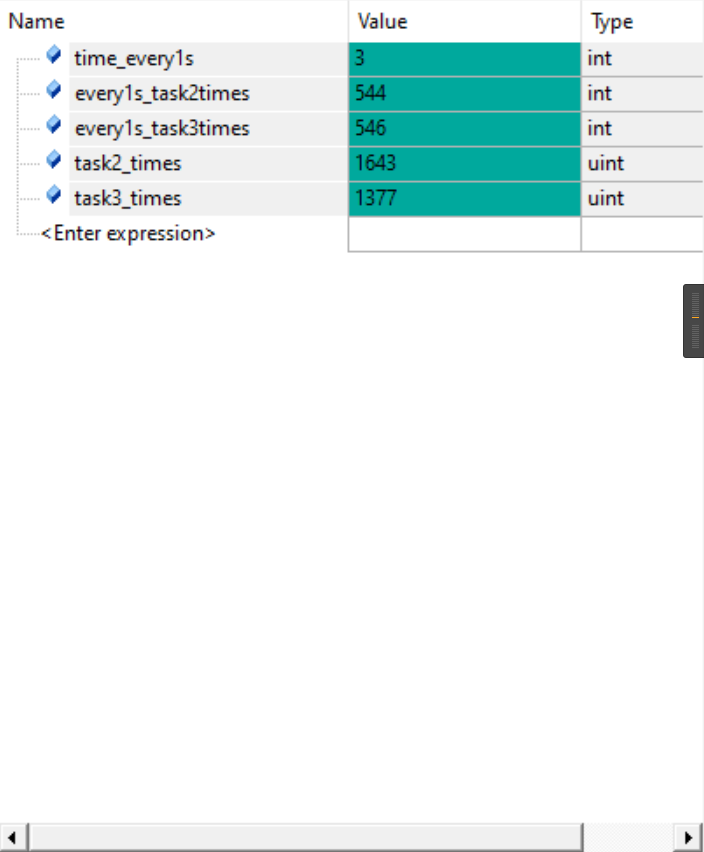 Name Value Type
time_every1s 3 int
every1s_task2times 544 int
every1s_task3times 546 int
task2_times 1643 uint
task3_times 1377 uint
<Enter expression>